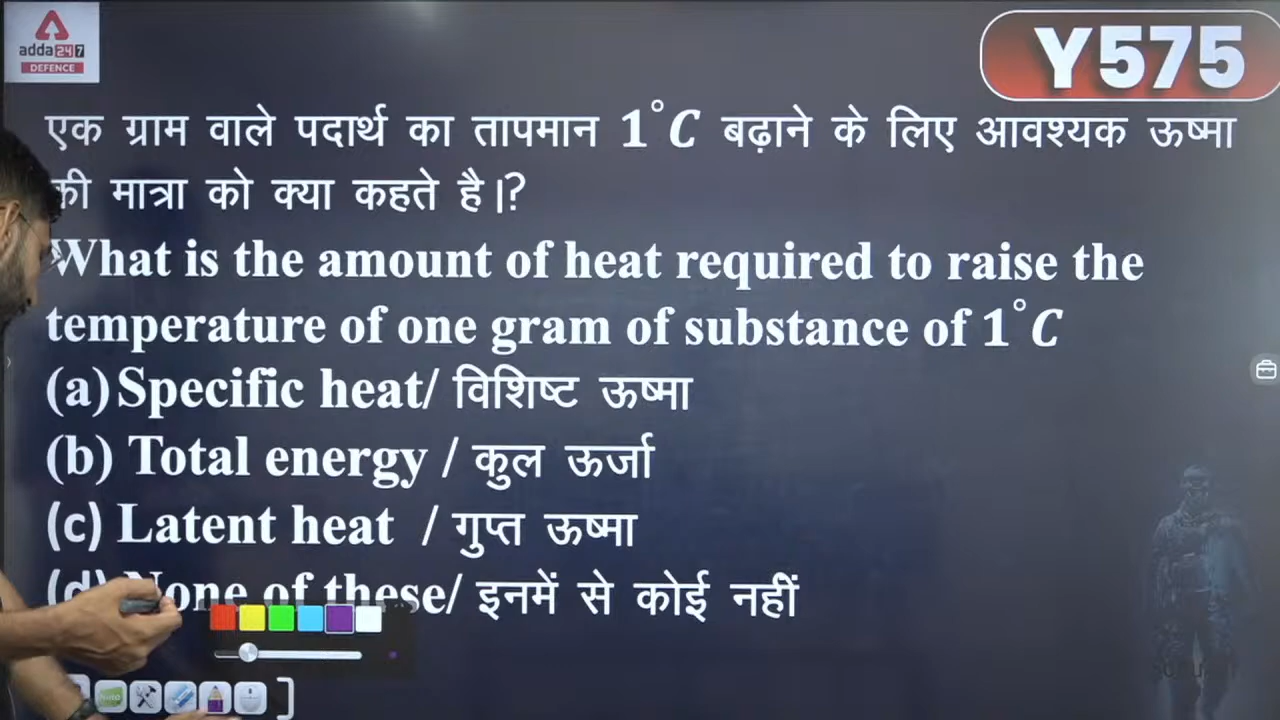 adda247
DEFENCE
Y575
एक ग्राम वाले पदार्थ का तापमान 1°C बढ़ाने के लिए आवश्यक ऊष्मा
की मात्रा को क्या कहते है।?
What is the amount of heat required to raise the
temperature of one gram of substance of 1°C
(a) Specific heat/ विशिष्ट ऊष्मा
(b) Total energy / कुल ऊर्जा
(c) Latent heat / गुप्त ऊष्मा
(d) None of these/ इनमें से कोई नहीं